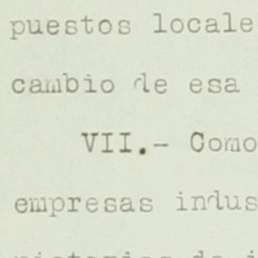 puestos locale
cambio de esa
VII.- Como
empresas indus